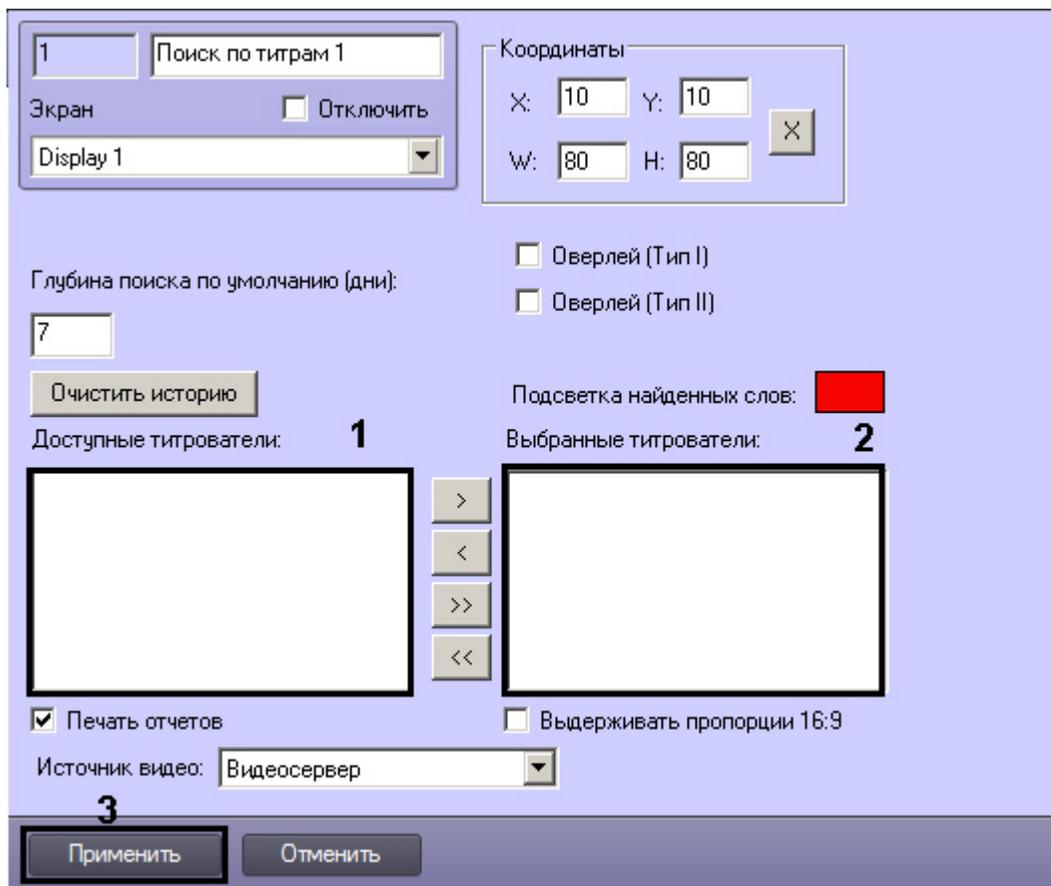 1 Поиск по титрам 1
Экран Отключить
Display 1
Координаты
X: 10 Y: 10
W: 80 H: 80
X
Оверлей (Тип I)
Оверлей (Тип II)
Глубина поиска по умолчанию (дни):
7
Очистить историю
Подсветка найденных слов:
Доступные титрователи: 1
Выбранные титрователи: 2
>
<
>>
<<
Печать отчетов
Выдерживать пропорции 16:9
Источник видео: Видеосервер
3
Применить Отменить